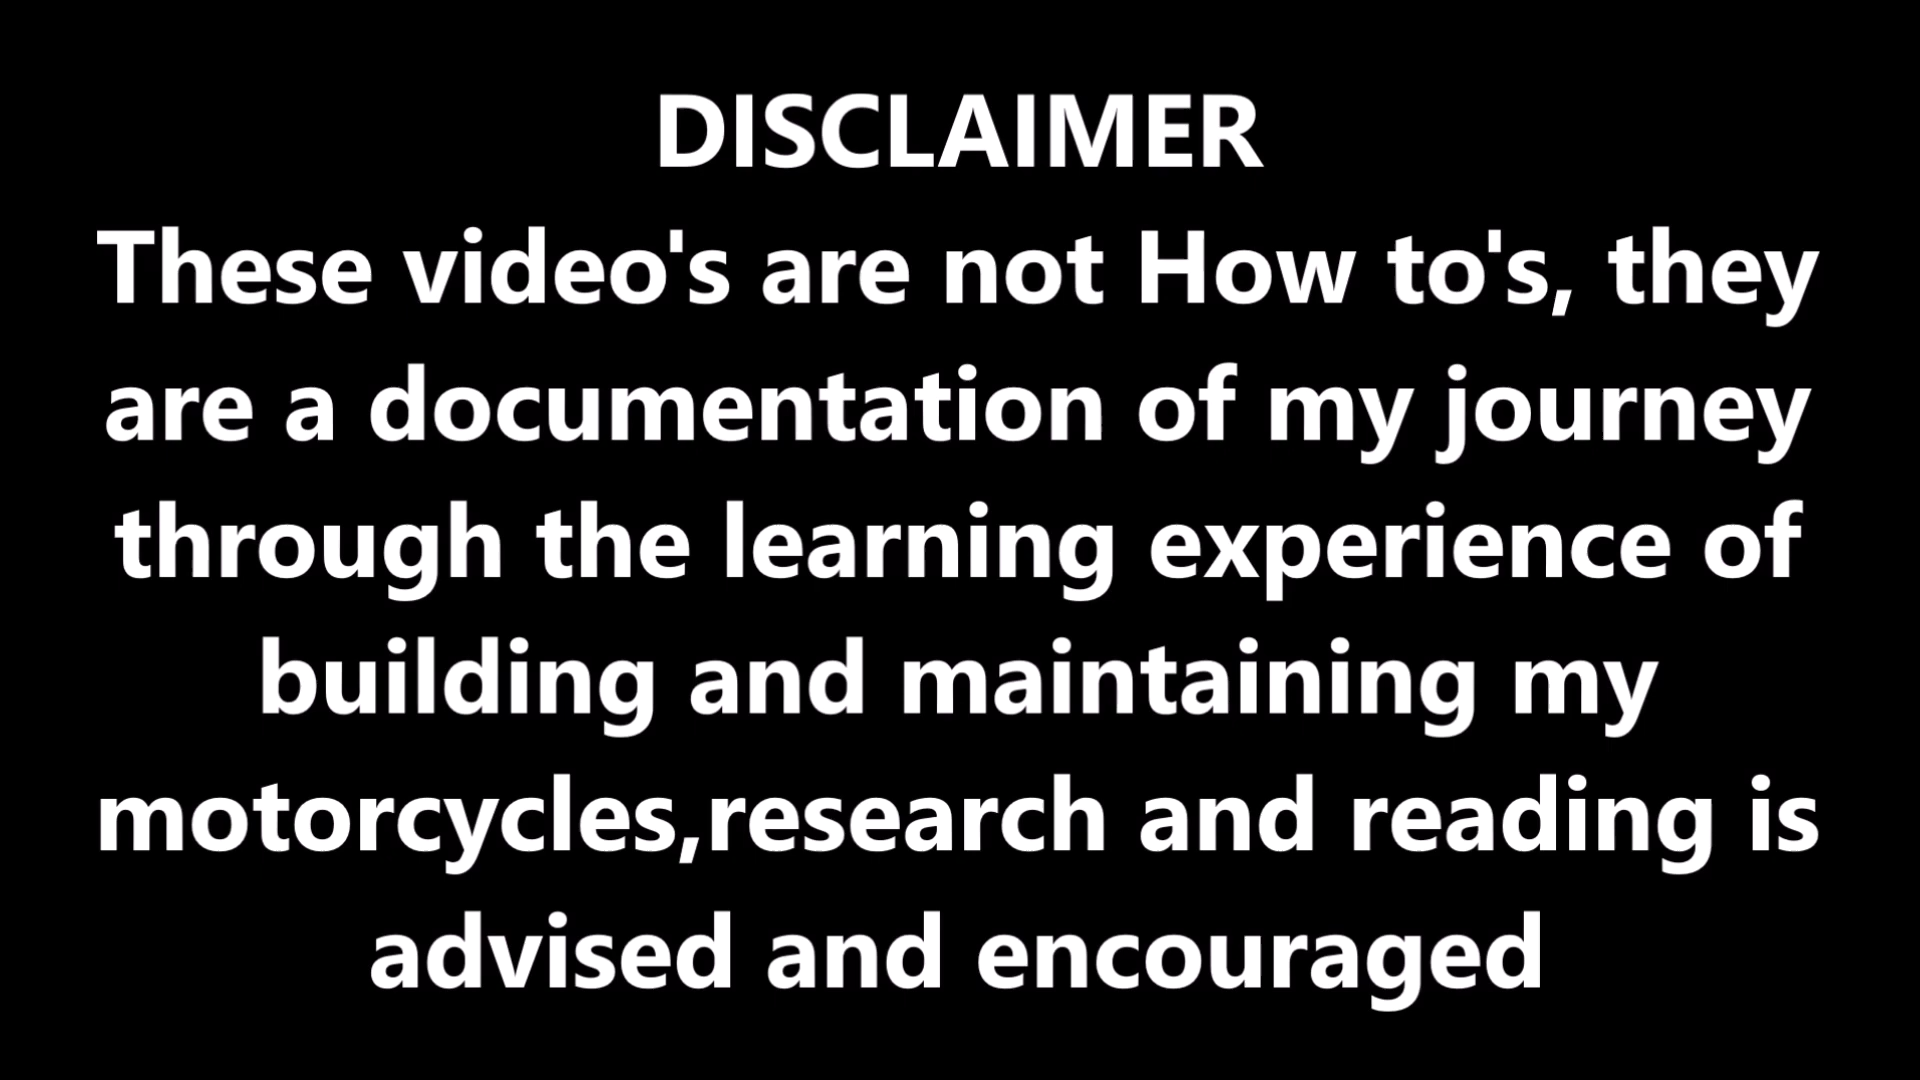 DISCLAIMER
These video's are not How to's, they
are a documentation of my journey
through the learning experience of
building and maintaining my
motorcycles,research and reading is
advised and encouraged